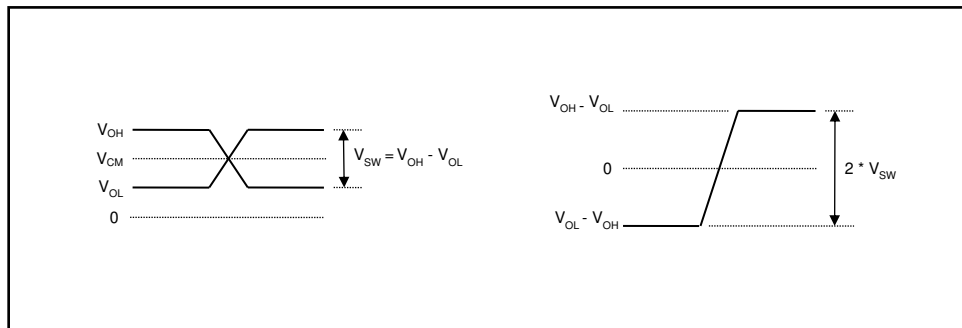 V_OH
V_CM
V_OL
0
V_SW = V_OH - V_OL
V_OH - V_OL
0
V_OL - V_OH
2 * V_SW